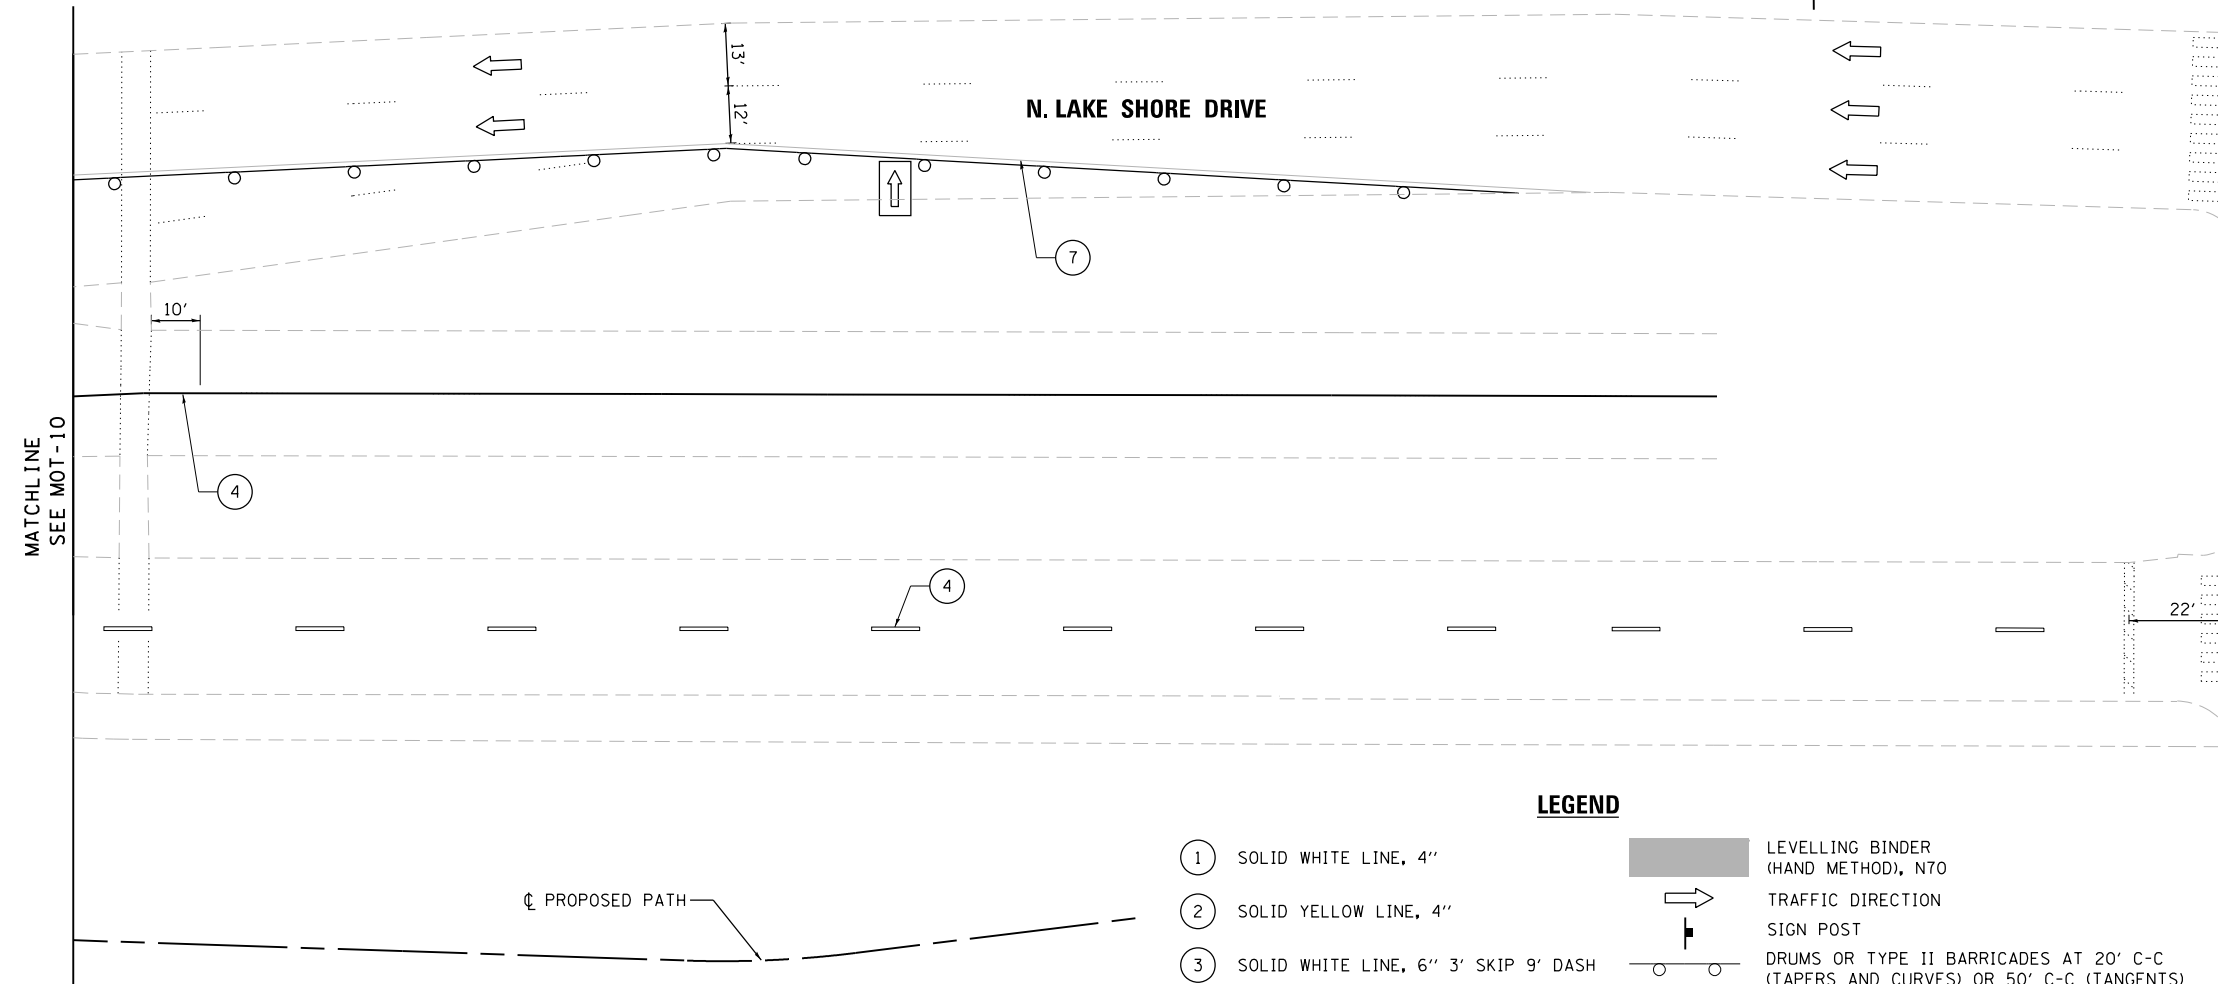 13'
12'
N. LAKE SHORE DRIVE
7
10'
MATCHLINE
SEE MOT-10
4
4
22'
LEGEND
1 SOLID WHITE LINE, 4''
2 SOLID YELLOW LINE, 4''
3 SOLID WHITE LINE, 6'' 3' SKIP 9' DASH
LEVELLING BINDER
(HAND METHOD), N70
TRAFFIC DIRECTION
SIGN POST
DRUMS OR TYPE II BARRICADES AT 20' C-C
(TAPERS AND CURVES) OR 50' C-C (TANGENTS)
℄ PROPOSED PATH